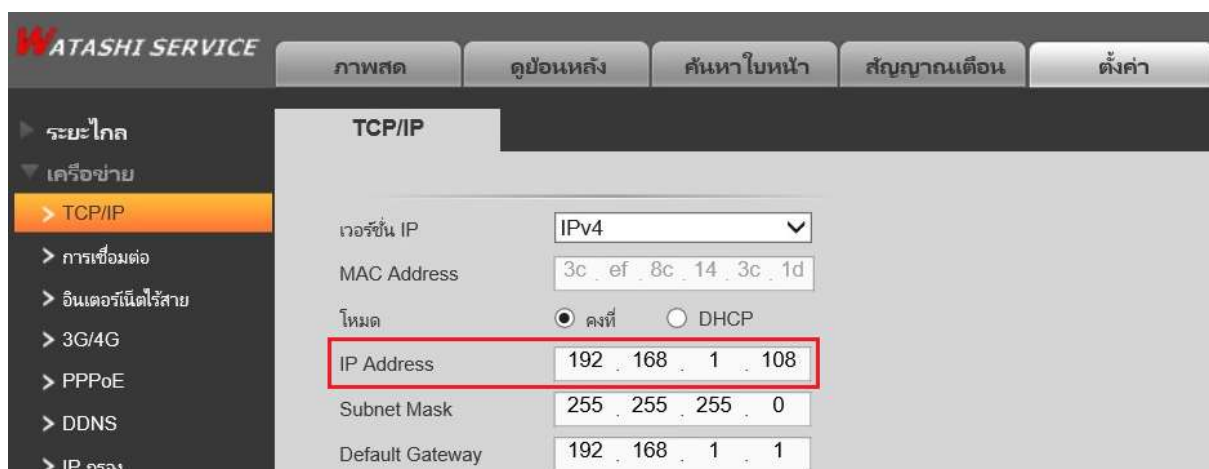 WATASHI SERVICE
ภาพสด ดูย้อนหลัง ค้นหาใบหน้า สัญญาณเตือน ตั้งค่า
ระยะไกล
TCP/IP
เครือข่าย
> TCP/IP
> การเชื่อมต่อ
> อินเตอร์เน็ตไร้สาย
> 3G/4G
> PPPoE
> DDNS
> IP กรอง
เวอร์ชั่น IP IPv4
MAC Address 3c . ef . 8c . 14 . 3c . 1d
โหมด คงที่ DHCP
IP Address 192 . 168 . 1 . 108
Subnet Mask 255 . 255 . 255 . 0
Default Gateway 192 . 168 . 1 . 1